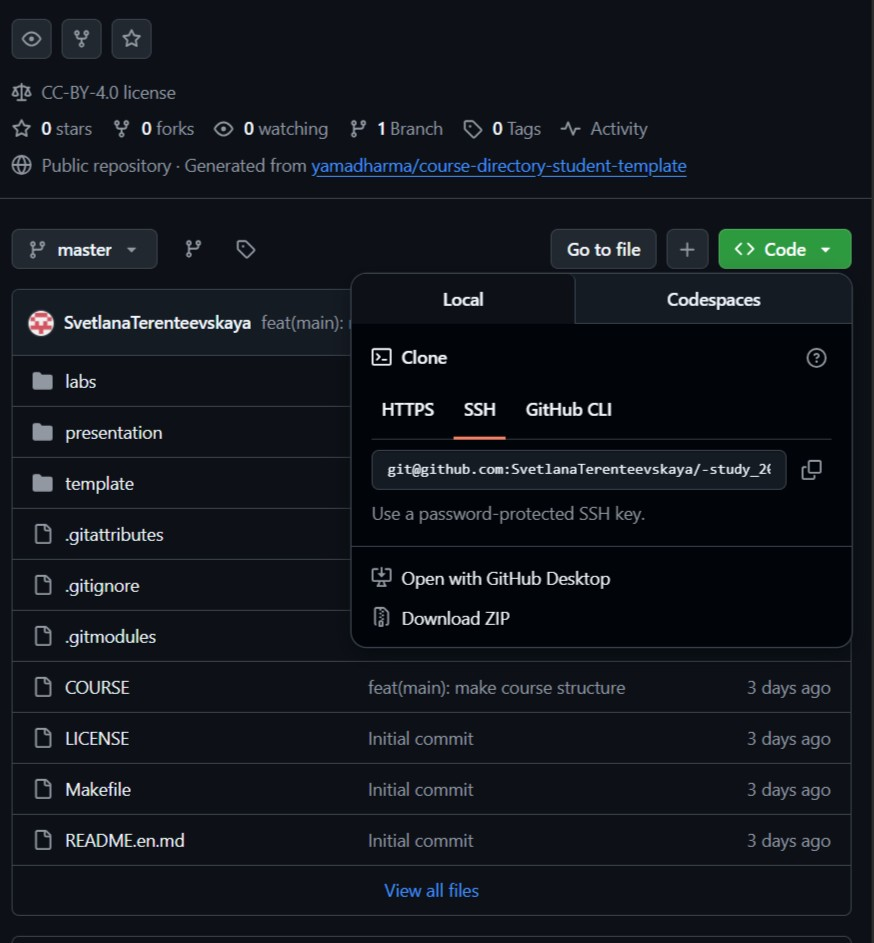 CC-BY-4.0 license
0 stars 0 forks 0 watching 1 Branch 0 Tags Activity
Public repository · Generated from yamadharma/course-directory-student-template
master Go to file Code
Local Codespaces
SvetlanaTerenteevskaya feat(main):
Clone
labs
HTTPS SSH GitHub CLI
presentation
git@github.com:SvetlanaTerenteevskaya/-study_20
template
Use a password-protected SSH key.
.gitattributes
.gitignore
Open with GitHub Desktop
Download ZIP
.gitmodules
COURSE feat(main): make course structure 3 days ago
LICENSE Initial commit 3 days ago
Makefile Initial commit 3 days ago
README.en.md Initial commit 3 days ago
View all files